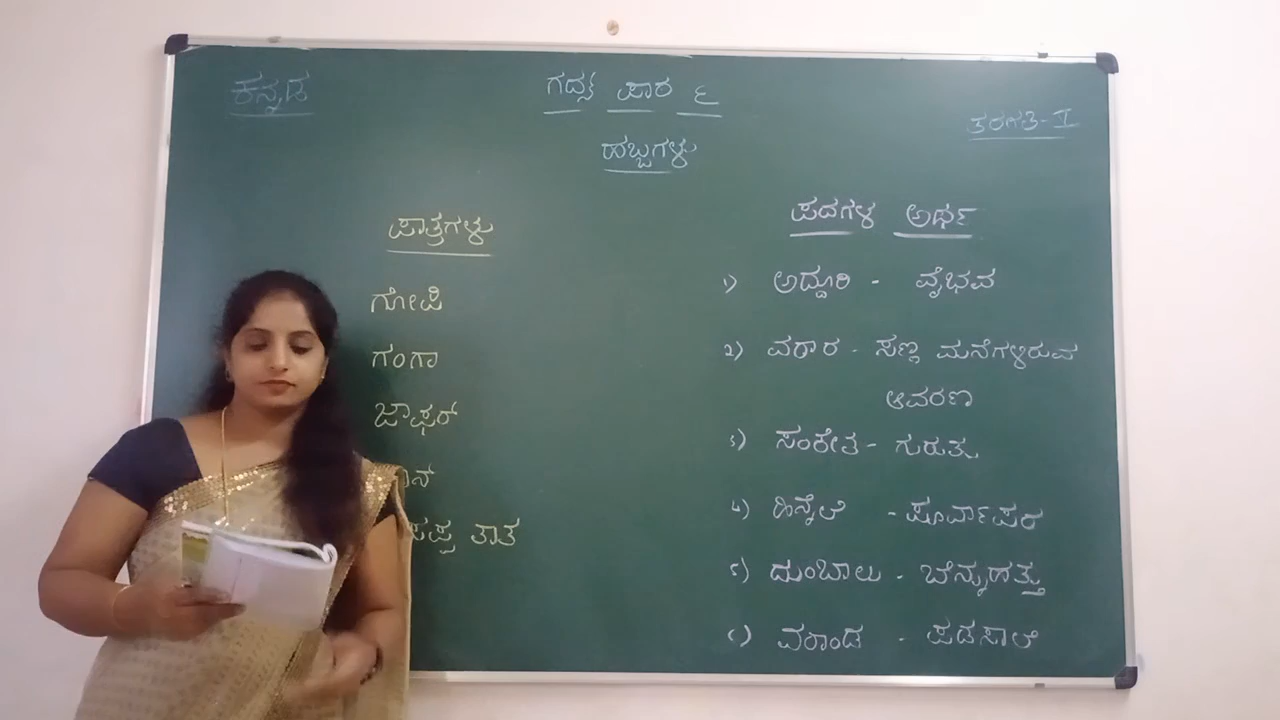 ಕನ್ನಡ
ಗದ್ಯ ಪಾಠ ೬
ತರಗತಿ-II
ಹಬ್ಬಗಳು
ಪಾತ್ರಗಳು
ಗೋಪಿ
ಗಂಗಾ
ಜಾಫರ್
ತಾತ
ಪದಗಳ ಅರ್ಥ
೧) ಅದ್ದೂರಿ - ವೈಭವ
೨) ವಠಾರ - ಸಣ್ಣ ಮನೆಗಳಿರುವ
ಆವರಣ
೩) ಸಂಕೇತ - ಗುರುತು
೪) ಹಿನ್ನೆಲೆ - ಪೂರ್ವಾಪರ
೫) ದುಂಬಾಲು - ಬೆನ್ನುಹತ್ತು
೬) ವರಾಂಡ - ಪಡಸಾಲೆ